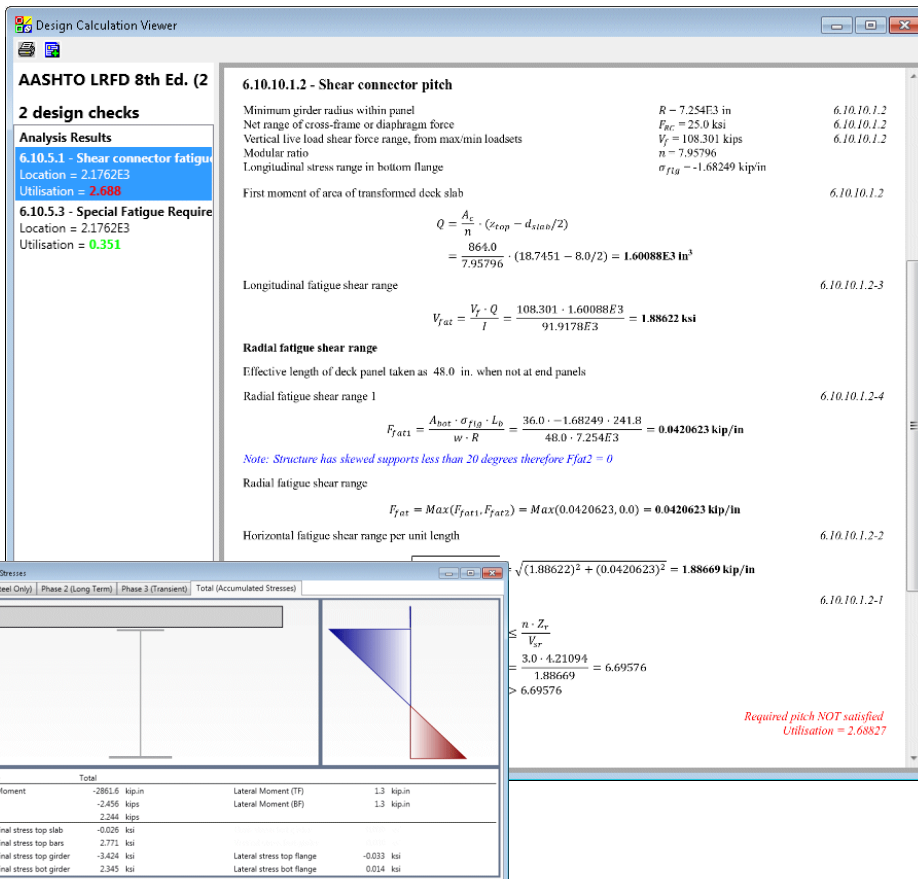 Design Calculation Viewer
AASHTO LRFD 8th Ed. (2
2 design checks
Analysis Results
6.10.5.1 - Shear connector fatigu
Location = 2.1762E3
Utilisation = 2.688
6.10.5.3 - Special Fatigue Require
Location = 2.1762E3
Utilisation = 0.351
6.10.10.1.2 - Shear connector pitch
Minimum girder radius within panel R = 7.254E3 in 6.10.10.1.2
Net range of cross-frame or diaphragm force F_RC = 25.0 ksi 6.10.10.1.2
Vertical live load shear force range, from max/min loadsets V_f = 108.301 kips 6.10.10.1.2
Modular ratio n = 7.95796
Longitudinal stress range in bottom flange σ_flg = -1.68249 kip/in
First moment of area of transformed deck slab 6.10.10.1.2
Q = A_c/n · (z_top − d_slab/2)
= 864.0/7.95796 · (18.7451 − 8.0/2) = 1.60088E3 in³
Longitudinal fatigue shear range 6.10.10.1.2-3
V_fat = V_f · Q/I = 108.301 · 1.60088E3/91.9178E3 = 1.88622 ksi
Radial fatigue shear range
Effective length of deck panel taken as 48.0 in. when not at end panels
Radial fatigue shear range 1 6.10.10.1.2-4
F_fat1 = A_bot · σ_flg · L_b/w · R = 36.0 · −1.68249 · 241.8/48.0 · 7.254E3 = 0.0420623 kip/in
Note: Structure has skewed supports less than 20 degrees therefore Ffat2 = 0
Radial fatigue shear range
F_fat = Max(F_fat1, F_fat2) = Max(0.0420623, 0.0) = 0.0420623 kip/in
Horizontal fatigue shear range per unit length 6.10.10.1.2-2
= √(1.88622)² + (0.0420623)² = 1.88669 kip/in
6.10.10.1.2-1
≤ n · Z_r/V_sr
= 3.0 · 4.21094/1.88669 = 6.69576
> 6.69576
Required pitch NOT satisfied
Utilisation = 2.68827
Stresses
teel Only) Phase 2 (Long Term) Phase 3 (Transient) Total (Accumulated Stresses)
Total
Moment -2861.6 kip.in Lateral Moment (TF) 1.3 kip.in
-2.456 kips Lateral Moment (BF) 1.3 kip.in
2.244 kips
inal stress top slab -0.026 ksi
inal stress top bars 2.771 ksi
inal stress top girder -3.424 ksi Lateral stress top flange -0.033 ksi
inal stress bot girder 2.345 ksi Lateral stress bot flange 0.014 ksi